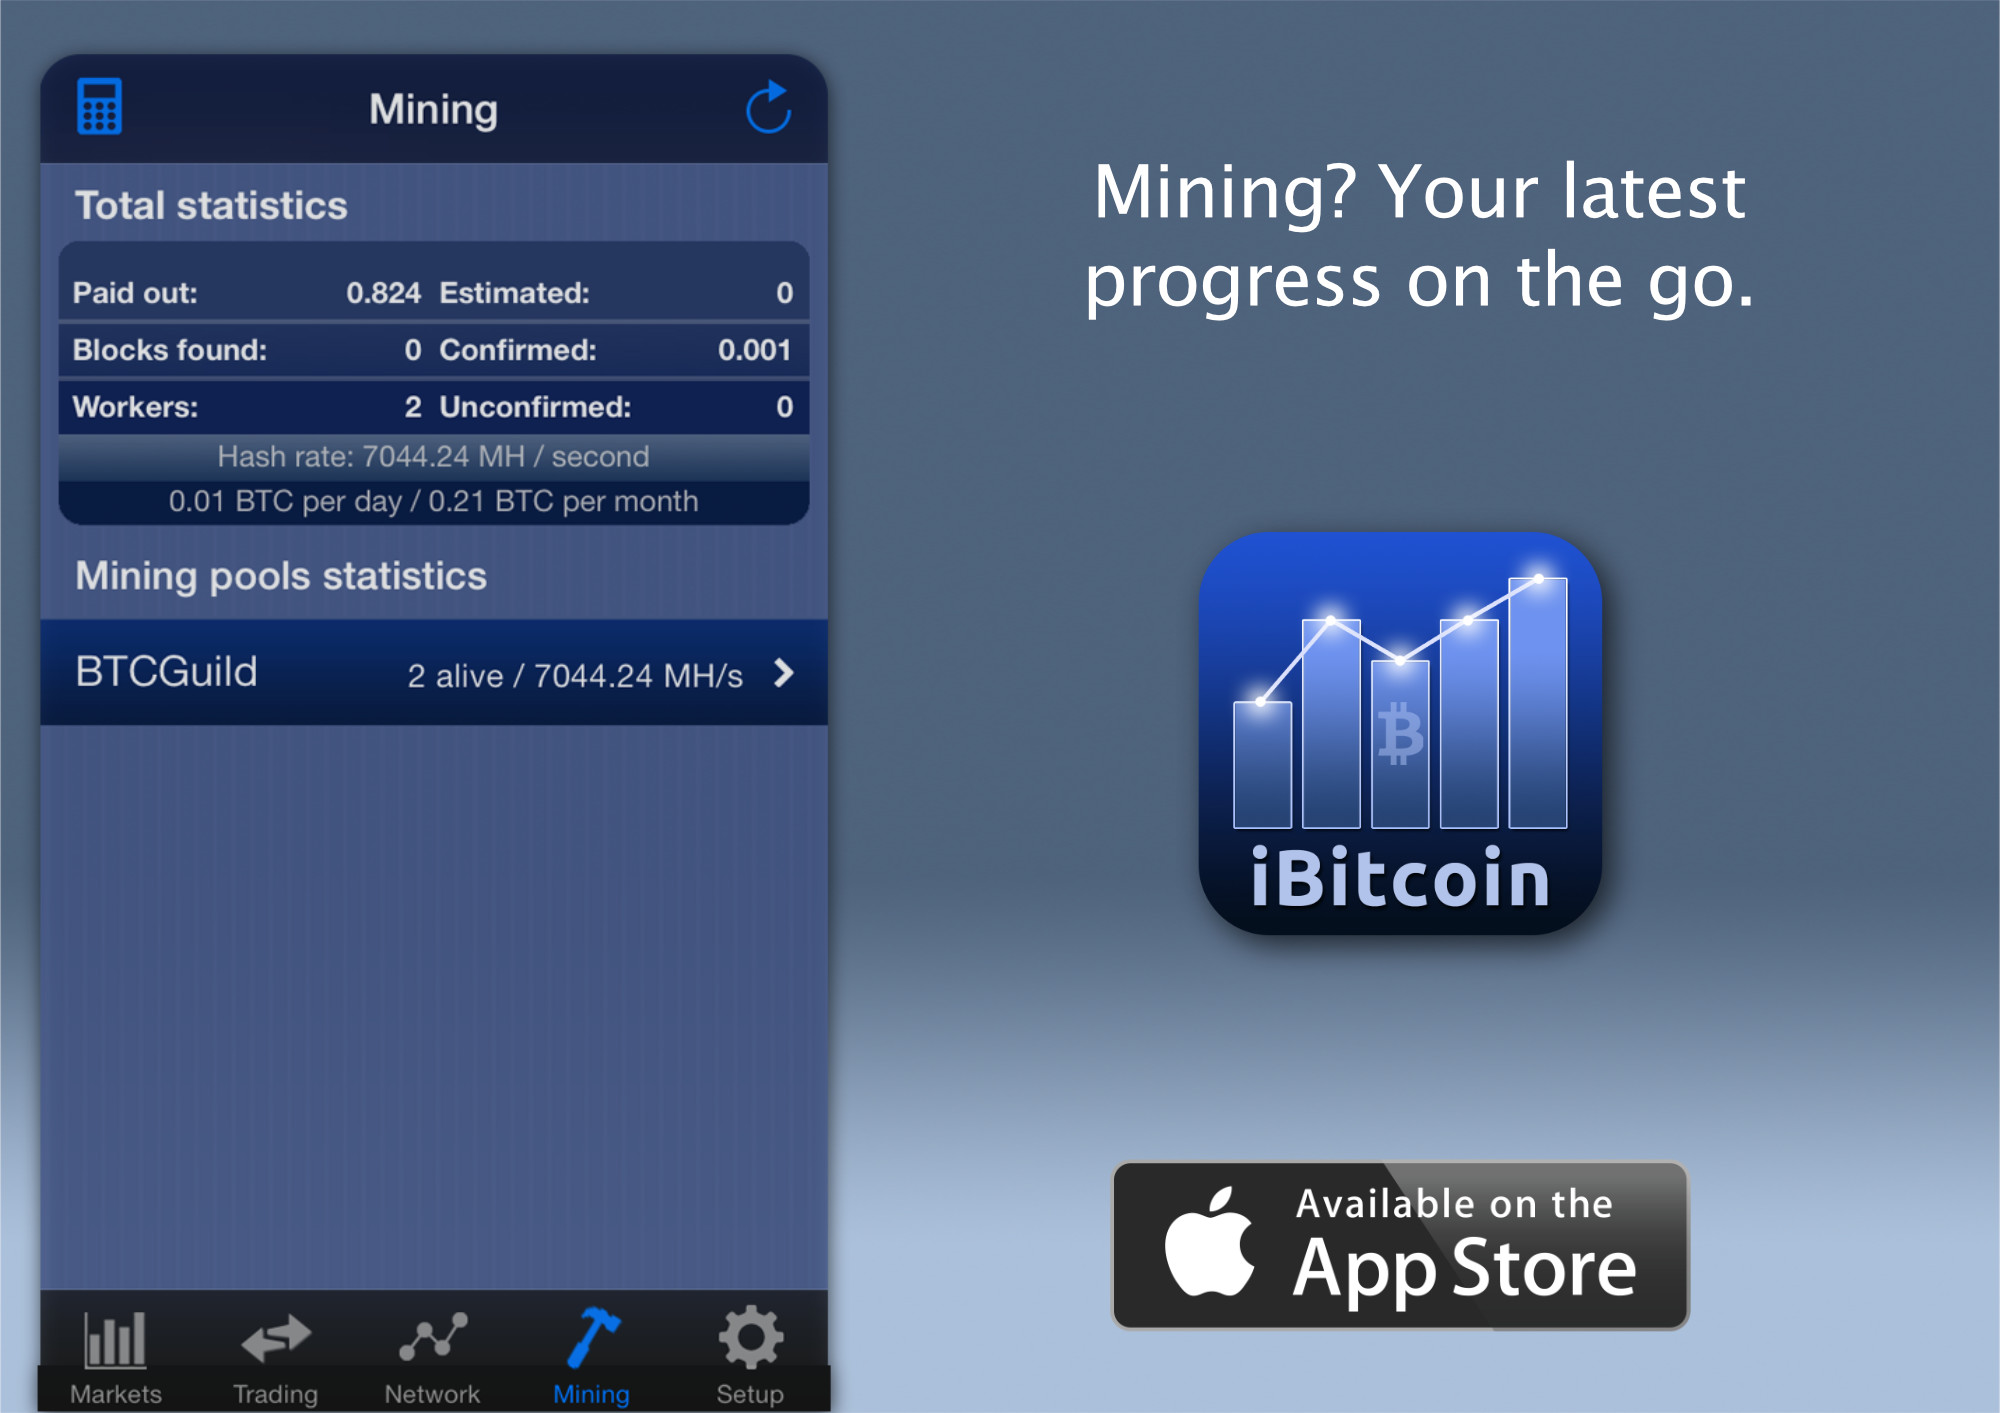 Mining
Total statistics
Paid out: 0.824 Estimated: 0
Blocks found: 0 Confirmed: 0.001
Workers: 2 Unconfirmed: 0
Hash rate: 7044.24 MH / second
0.01 BTC per day / 0.21 BTC per month
Mining pools statistics
BTCGuild 2 alive / 7044.24 MH/s
Markets Trading Network Mining Setup
Mining? Your latest
progress on the go.
iBitcoin
Available on the
App Store